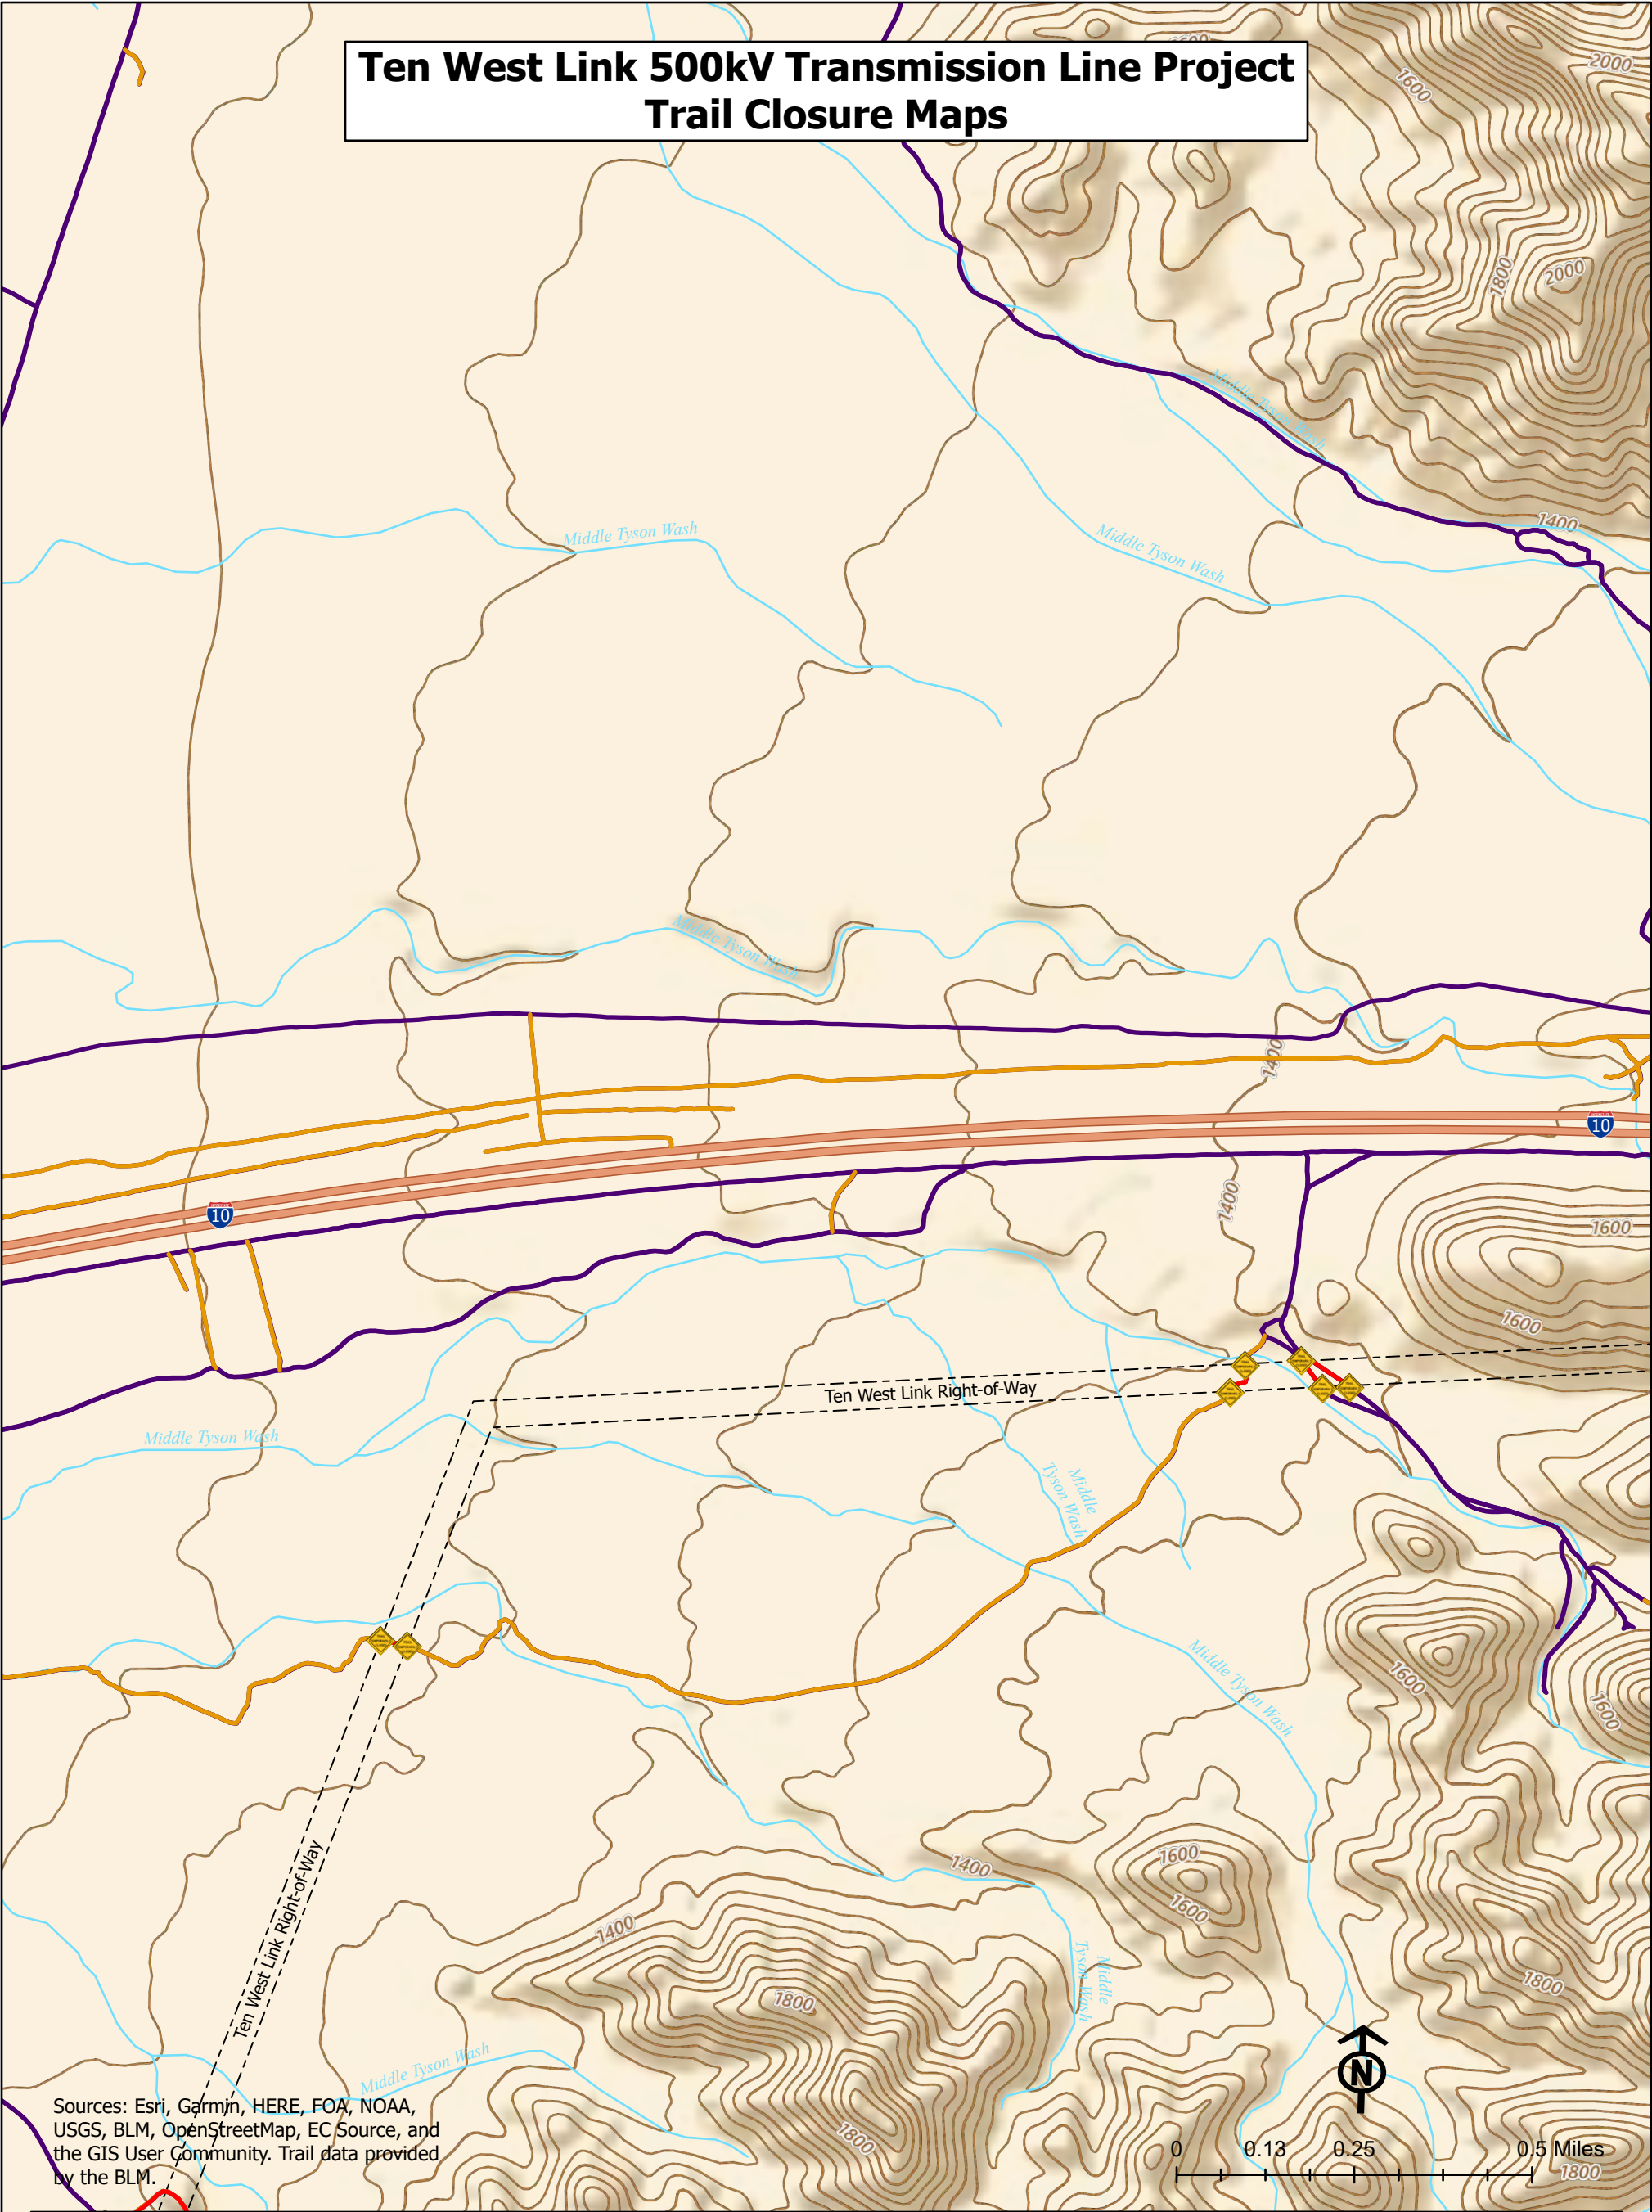 Ten West Link 500kV Transmission Line Project
Trail Closure Maps
2000
1600
1800
2000
Middle Tyson Wash
1400
Middle Tyson Wash
Middle Tyson Wash
Middle Tyson Wash
1400
10
1400
10
1600
1600
Ten West Link Right-of-Way
Middle Tyson Wash
Middle
Tyson Wash
Middle Tyson Wash
1600
1600
Ten West Link Right-of-Way
1400
1600
1600
1400
1800
1800
Middle
Tyson Wash
Middle Tyson Wash
N
Sources: Esri, Garmin, HERE, FOA, NOAA,
USGS, BLM, OpenStreetMap, EC Source, and
the GIS User Community. Trail data provided
by the BLM.
1800
0 0.13 0.25 0.5 Miles
1800